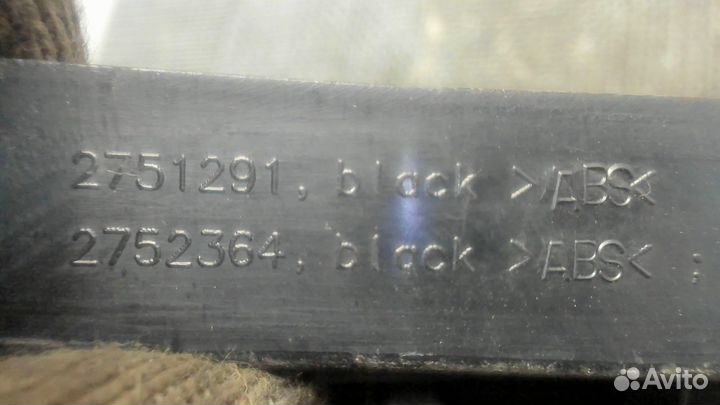 2751291, black >ABS<
2752364, black >ABS< :
Avito